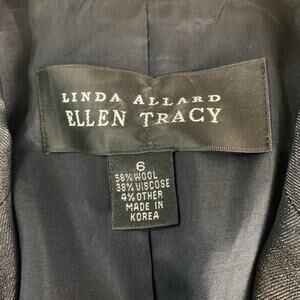 LINDA ALLARD
ELLEN TRACY
6
58% WOOL
38% VISCOSE
4% OTHER
MADE IN
KOREA